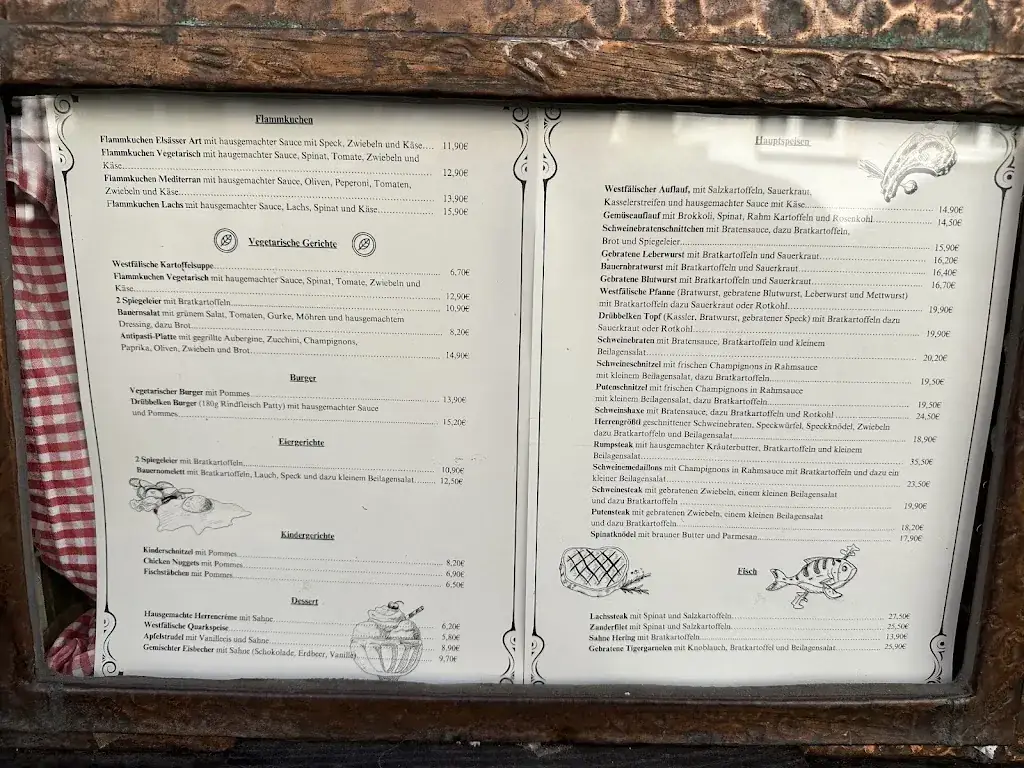 Flammkuchen
Flammkuchen Elsässer Art mit hausgemachter Sauce mit Speck, Zwiebeln und Käse.... 11,90€
Flammkuchen Vegetarisch mit haugemachter Sauce, Spinat, Tomate, Zwiebeln und
Käse.... 12,90€
Flammkuchen Mediterran mit hausgemachter Sauce, Oliven, Peperoni, Tomaten,
Zwiebeln und Käse.... 13,90€
Flammkuchen Lachs mit hausgemachter Sauce, Lachs, Spinat und Käse.... 15,90€
Vegetarische Gerichte
Westfälische Kartoffelsuppe.... 6,70€
Flammkuchen Vegetarisch mit hausgemachter Sauce, Spinat, Tomate, Zwiebeln und
Käse.... 12,90€
2 Spiegeleier mit Bratkartoffeln.... 10,90€
Bauernsalat mit grünem Salat, Tomaten, Gurke, Möhren und hausgemachtem
Dressing, dazu Brot.... 8,20€
Antipasti-Platte mit gegrillte Aubergine, Zucchini, Champignons,
Paprika, Oliven, Zwiebeln und Brot.... 14,90€
Burger
Vegetarischer Burger mit Pommes.... 13,90€
Drübbelken Burger (180g Rindfleisch Patty) mit hausgemachter Sauce
und Pommes.... 15,20€
Eiergerichte
2 Spiegeleier mit Bratkartoffeln.... 10,90€
Bauernomelett mit Bratkartoffeln, Lauch, Speck und dazu kleinem Beilagensalat.... 12,50€
Kindergerichte
Kinderschnitzel mit Pommes.... 8,20€
Chicken Nuggets mit Pommes.... 6,90€
Fischstäbchen mit Pommes.... 6,50€
Dessert
Hausgemachte Herrencrème mit Sahne.... 6,20€
Westfälische Quarkspeise.... 5,80€
Apfelstrudel mit Vanilleeis und Sahne.... 8,90€
Gemischter Eisbecher mit Sahne (Schokolade, Erdbeer, Vanille).... 9,70€
Hauptspeisen
Westfälischer Auflauf, mit Salzkartoffeln, Sauerkraut,
Kasselerstreifen und hausgemachter Sauce mit Käse.... 14,90€
Gemüseauflauf mit Brokkoli, Spinat, Rahm Kartoffeln und Rosenkohl.... 14,50€
Schweinebratenschnittchen mit Bratensauce, dazu Bratkartoffeln,
Brot und Spiegeleier.... 15,90€
Gebratene Leberwurst mit Bratkartoffeln und Sauerkraut.... 16,20€
Bauernbratwurst mit Bratkartoffeln und Sauerkraut.... 16,40€
Gebratene Blutwurst mit Bratkartoffeln und Sauerkraut.... 16,70€
Westfälische Pfanne (Bratwurst, gebratene Blutwurst, Leberwurst und Mettwurst)
mit Bratkartoffeln dazu Sauerkraut oder Rotkohl.... 19,90€
Drübbelken Topf (Kassler, Bratwurst, gebratener Speck) mit Bratkartoffeln dazu
Sauerkraut oder Rotkohl.... 19,90€
Schweinebraten mit Bratensauce, Bratkartoffeln und kleinem
Beilagensalat.... 20,20€
Schweineschnitzel mit frischen Champignons in Rahmsauce
mit kleinem Beilagensalat, dazu Bratkartoffeln.... 19,50€
Putenschnitzel mit frischen Champignons in Rahmsauce
mit kleinem Beilagensalat, dazu Bratkartoffeln.... 19,50€
Schweinshaxe mit Bratensauce, dazu Bratkartoffeln und Rotkohl.... 24,50€
Herrengrößtl geschnittener Schweinebraten, Speckwürfel, Speckknödel, Zwiebeln
dazu Bratkartoffeln und Beilagensalat.... 18,90€
Rumpsteak mit hausgemachter Kräuterbutter, Bratkartoffeln und kleinem
Beilagensalat.... 35,50€
Schweinemedaillons mit Champignons in Rahmsauce mit Bratkartoffeln und dazu ein
kleiner Beilagensalat.... 23,50€
Schweinesteak mit gebratenen Zwiebeln, einem kleinen Beilagensalat
und dazu Bratkartoffeln.... 19,90€
Putensteak mit gebratenen Zwiebeln, einem kleinen Beilagensalat
und dazu Bratkartoffeln.... 18,20€
Spinatknödel mit brauner Butter und Parmesan.... 17,90€
Fisch
Lachssteak mit Spinat und Salzkartoffeln.... 27,50€
Zanderfilet mit Spinat und Salzkartoffeln.... 25,50€
Sahne Hering mit Bratkartoffeln.... 13,90€
Gebratene Tigergarnelen mit Knoblauch, Bratkartoffel und Beilagensalat.... 25,90€